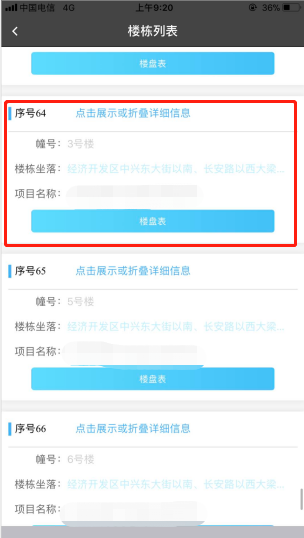 中国电信 4G 上午9:20 36%
楼栋列表
楼盘表
序号64 点击展示或折叠详细信息
幢号：3号楼
楼栋坐落：经济开发区中兴东大街以南、长安路以西大梁...
项目名称：
楼盘表
序号65 点击展示或折叠详细信息
幢号：5号楼
楼栋坐落：经济开发区中兴东大街以南、长安路以西大梁...
项目名称：
楼盘表
序号66 点击展示或折叠详细信息
幢号：6号楼
楼栋坐落：经济开发区中兴东大街以南、长安路以西大梁...
项目名称：